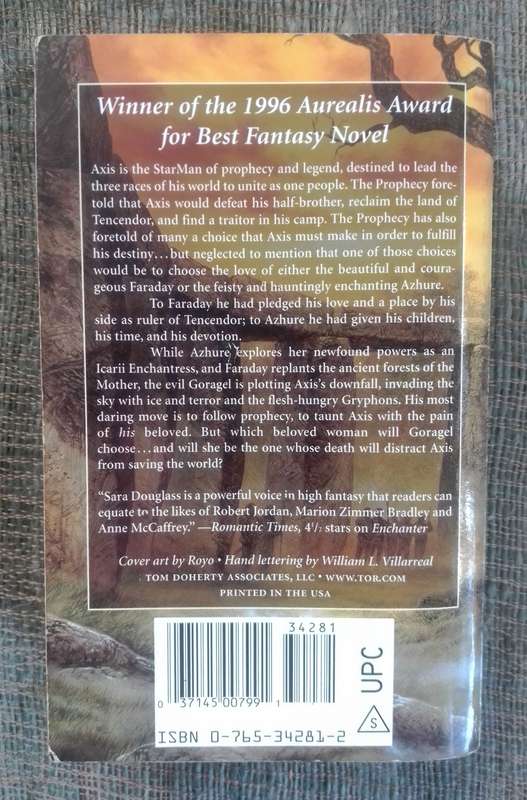 Winner of the 1996 Aurealis Award
for Best Fantasy Novel
Axis is the StarMan of prophecy and legend, destined to lead the
three races of his world to unite as one people. The Prophecy fore-
told that Axis would defeat his half-brother, reclaim the land of
Tencendor, and find a traitor in his camp. The Prophecy has also
foretold of many a choice that Axis must make in order to fulfill
his destiny...but neglected to mention that one of those choices
would be to choose the love of either the beautiful and coura-
geous Faraday or the feisty and hauntingly enchanting Azhure.
To Faraday he had pledged his love and a place by his
side as ruler of Tencendor; to Azhure he had given his children,
his time, and his devotion.
While Azhure explores her newfound powers as an
Icarii Enchantress, and Faraday replants the ancient forests of the
Mother, the evil Goragel is plotting Axis's downfall, invading the
sky with ice and terror and the flesh-hungry Gryphons. His most
daring move is to follow prophecy, to taunt Axis with the pain
of his beloved. But which beloved woman will Goragel
choose...and will she be the one whose death will distract Axis
from saving the world?
"Sara Douglass is a powerful voice in high fantasy that readers can
equate to the likes of Robert Jordan, Marion Zimmer Bradley and
Anne McCaffrey." —Romantic Times, 4½ stars on Enchanter
Cover art by Royo • Hand lettering by William L. Villarreal
TOM DOHERTY ASSOCIATES, LLC • WWW.TOR.COM
PRINTED IN THE USA
34281
0 37145 00799 1
ISBN 0-765-34281-2
UPC
S